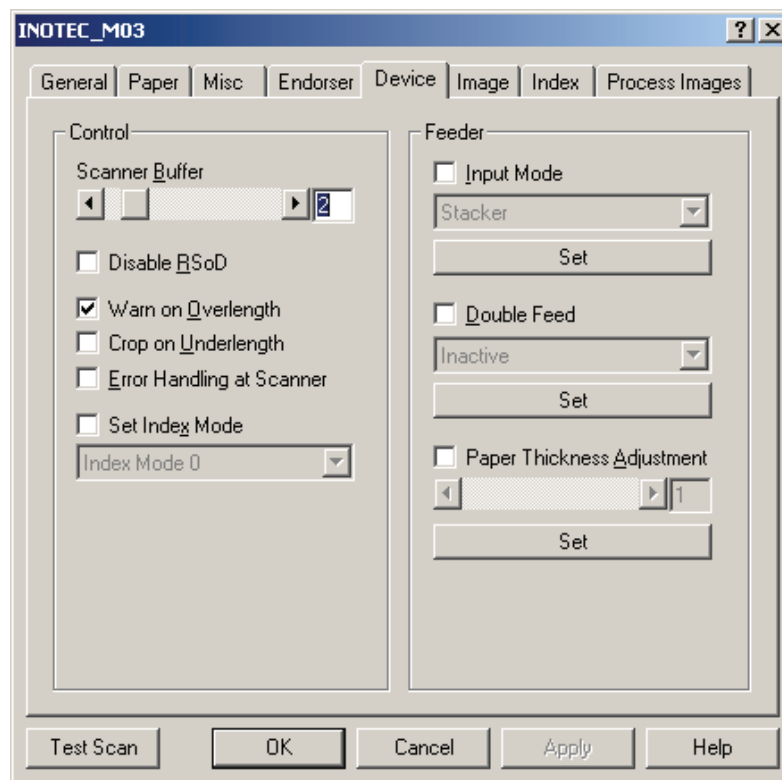 INOTEC_M03
General Paper Misc Endorser Device Image Index Process Images
Control
Scanner Buffer
2
Disable RSoD
Warn on Overlength
Crop on Underlength
Error Handling at Scanner
Set Index Mode
Index Mode 0
Feeder
Input Mode
Stacker
Set
Double Feed
Inactive
Set
Paper Thickness Adjustment
1
Set
Test Scan OK Cancel Apply Help